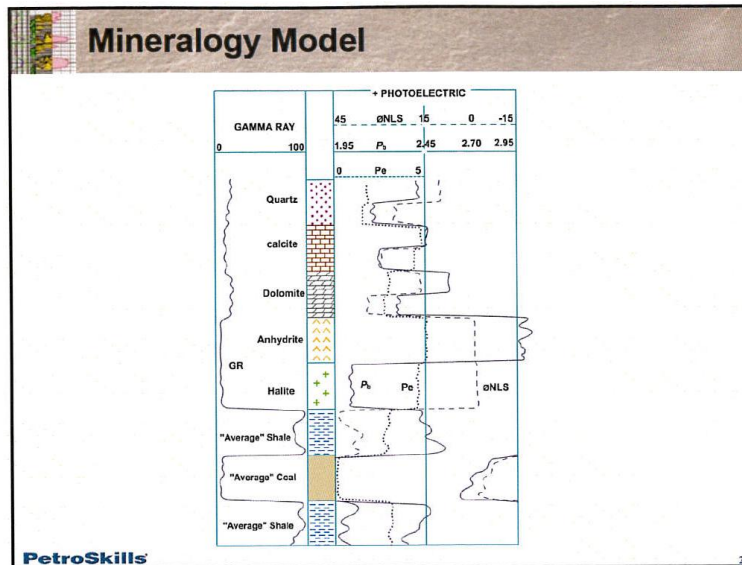 Mineralogy Model
+ PHOTOELECTRIC
GAMMA RAY
45 øNLS 15 0 -15
0 100
1.95 Pb 2.45 2.70 2.95
0 Pe 5
Quartz
calcite
Dolomite
Anhydrite
GR
Halite
Pb Pe øNLS
"Average" Shale
"Average" Coal
"Average" Shale
PetroSkills